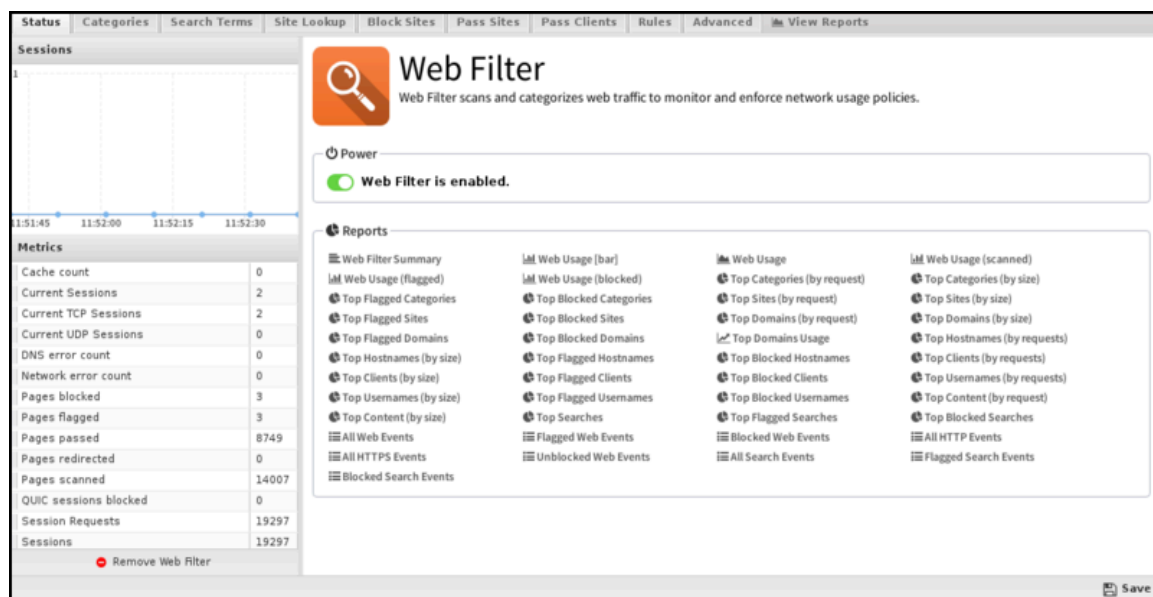 Status Categories Search Terms Site Lookup Block Sites Pass Sites Pass Clients Rules Advanced View Reports
Sessions
1
11:51:45 11:52:00 11:52:15 11:52:30
Metrics
Cache count 0
Current Sessions 2
Current TCP Sessions 2
Current UDP Sessions 0
DNS error count 0
Network error count 0
Pages blocked 3
Pages flagged 3
Pages passed 8749
Pages redirected 0
Pages scanned 14007
QUIC sessions blocked 0
Session Requests 19297
Sessions 19297
Remove Web Filter
Web Filter
Web Filter scans and categorizes web traffic to monitor and enforce network usage policies.
Power
Web Filter is enabled.
Reports
Web Filter Summary Web Usage [bar] Web Usage Web Usage (scanned)
Web Usage (flagged) Web Usage (blocked) Top Categories (by request) Top Categories (by size)
Top Flagged Categories Top Blocked Categories Top Sites (by request) Top Sites (by size)
Top Flagged Sites Top Blocked Sites Top Domains (by request) Top Domains (by size)
Top Flagged Domains Top Blocked Domains Top Domains Usage Top Hostnames (by requests)
Top Hostnames (by size) Top Flagged Hostnames Top Blocked Hostnames Top Clients (by requests)
Top Clients (by size) Top Flagged Clients Top Blocked Clients Top Usernames (by requests)
Top Usernames (by size) Top Flagged Usernames Top Blocked Usernames Top Content (by request)
Top Content (by size) Top Searches Top Flagged Searches Top Blocked Searches
All Web Events Flagged Web Events Blocked Web Events All HTTP Events
All HTTPS Events Unblocked Web Events All Search Events Flagged Search Events
Blocked Search Events
Save